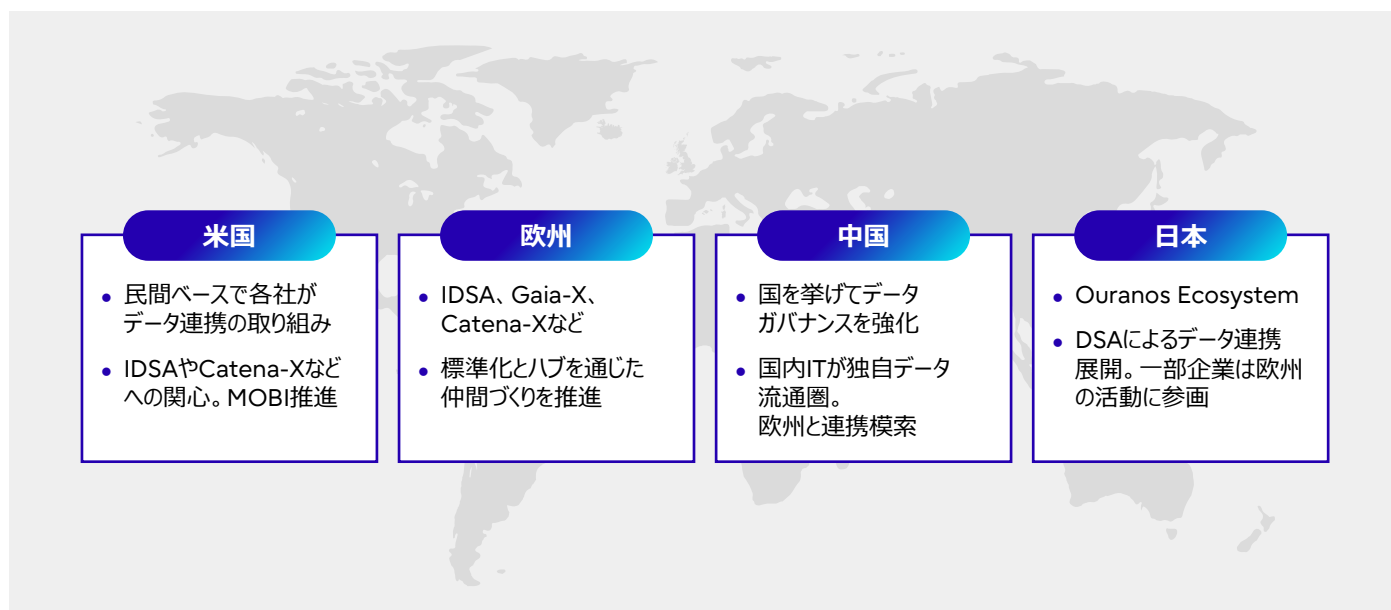 米国
民間ベースで各社が
データ連携の取り組み
IDSAやCatena-Xなど
への関心。MOBI推進
欧州
IDSA、Gaia-X、
Catena-Xなど
標準化とハブを通じた
仲間づくりを推進
中国
国を挙げてデータ
ガバナンスを強化
国内ITが独自データ
流通圏。
欧州と連携模索
日本
Ouranos Ecosystem
DSAによるデータ連携
展開。一部企業は欧州
の活動に参画